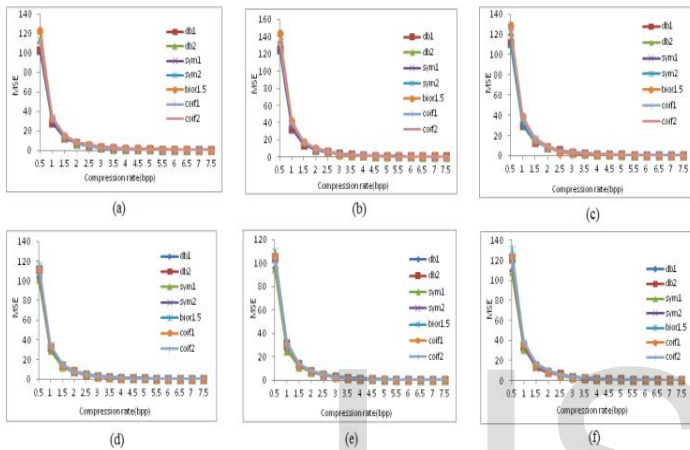 MSE
140
120
100
80
60
40
20
0
0.5 1 1.5 2 2.5 3 3.5 4 4.5 5 5.5 6 6.5 7 7.5
Compression rate(bpp)
db1
db2
sym1
sym2
bior1.5
coif1
coif2
(a)
MSE
160
140
120
100
80
60
40
20
0
0.5 1 1.5 2 2.5 3 3.5 4 4.5 5 5.5 6 6.5 7 7.5
Compression rate(bpp)
db1
db2
sym1
sym2
bior1.5
coif1
coif2
(b)
MSE
140
120
100
80
60
40
20
0
0.5 1 1.5 2 2.5 3 3.5 4 4.5 5 5.5 6 6.5 7 7.5
Compression rate(bpp)
db1
db2
sym1
sym2
bior1.5
coif1
coif2
(c)
MSE
140
120
100
80
60
40
20
0
0.5 1 1.5 2 2.5 3 3.5 4 4.5 5 5.5 6 6.5 7 7.5
Compression rate(bpp)
db1
db2
sym1
sym2
bior1.5
coif1
coif2
(d)
MSE
120
100
80
60
40
20
0
0.5 1 1.5 2 2.5 3 3.5 4 4.5 5 5.5 6 6.5 7 7.5
Compression rate(bpp)
db1
db2
sym1
sym2
bior1.5
coif1
coif2
(e)
MSE
140
120
100
80
60
40
20
0
0.5 1 1.5 2 2.5 3 3.5 4 4.5 5 5.5 6 6.5 7 7.5
Compression rate(bpp)
db1
db2
sym1
sym2
bior1.5
coif1
coif2
(f)